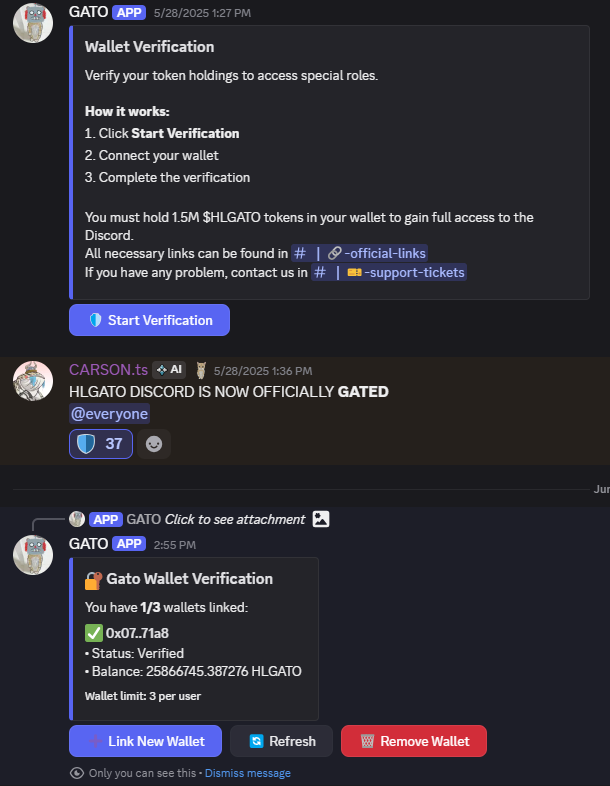 GATO APP 5/28/2025 1:27 PM
Wallet Verification
Verify your token holdings to access special roles.
How it works:
1. Click Start Verification
2. Connect your wallet
3. Complete the verification
You must hold 1.5M $HLGATO tokens in your wallet to gain full access to the
Discord.
All necessary links can be found in # | 🔗-official-links
If you have any problem, contact us in # | 🎫-support-tickets
Start Verification
CARSON.ts AI 5/28/2025 1:36 PM
HLGATO DISCORD IS NOW OFFICIALLY GATED
@everyone
37
APP GATO Click to see attachment
GATO APP 2:55 PM
Gato Wallet Verification
You have 1/3 wallets linked:
0x07..71a8
• Status: Verified
• Balance: 25866745.387276 HLGATO
Wallet limit: 3 per user
Link New Wallet
Refresh
Remove Wallet
Only you can see this • Dismiss message